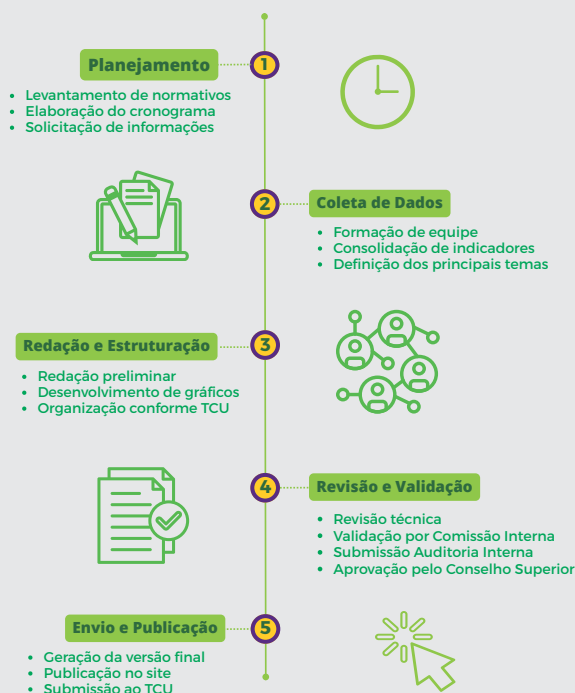 1
Planejamento
Levantamento de normativos
Elaboração do cronograma
Solicitação de informações
2
Coleta de Dados
Formação de equipe
Consolidação de indicadores
Definição dos principais temas
3
Redação e Estruturação
Redação preliminar
Desenvolvimento de gráficos
Organização conforme TCU
4
Revisão e Validação
Revisão técnica
Validação por Comissão Interna
Submissão Auditoria Interna
Aprovação pelo Conselho Superior
5
Envio e Publicação
Geração da versão final
Publicação no site
Submissão ao TCU